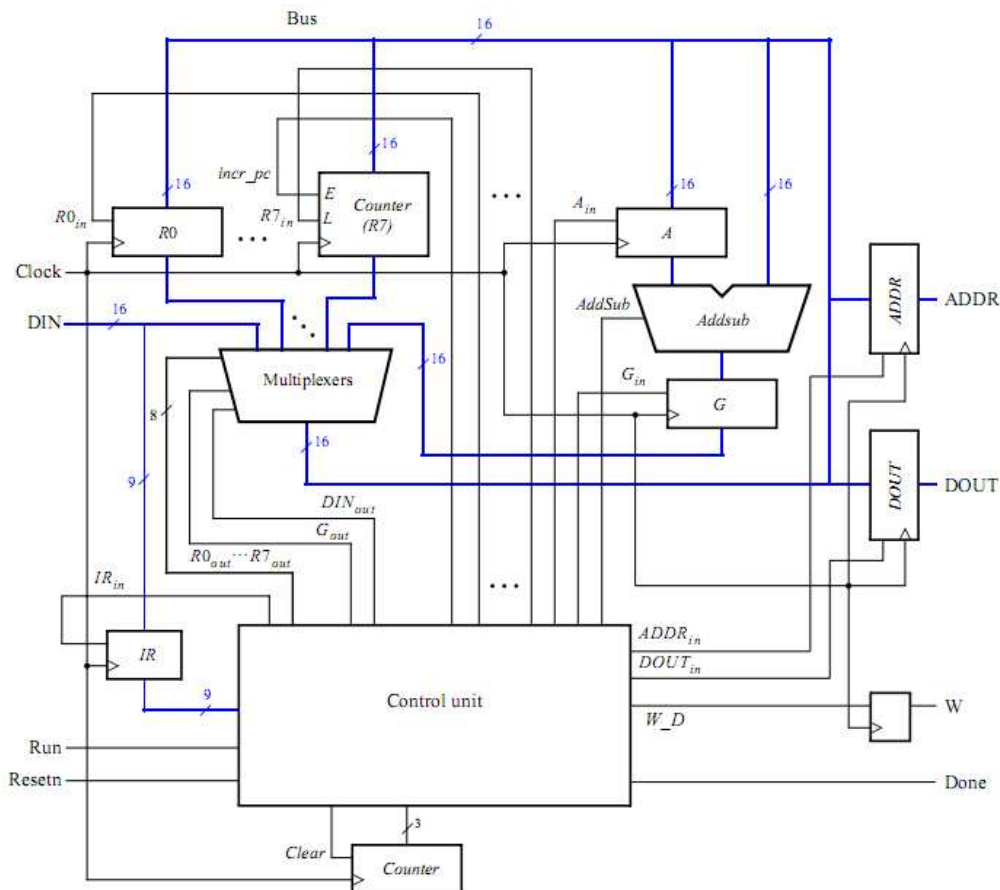 Bus
16
16
16
incr_pc
E
L
Counter
(R7)
R0in
R0
R7in
16
16
Ain
A
Clock
DIN
16
AddSub
Addsub
ADDR
ADDR
Multiplexers
16
8
16
Gin
G
9
DINout
Gout
R0out···R7out
DOUT
DOUT
IRin
IR
9
ADDRin
DOUTin
Control unit
W_D
W
Run
Resetn
Done
3
Clear
Counter